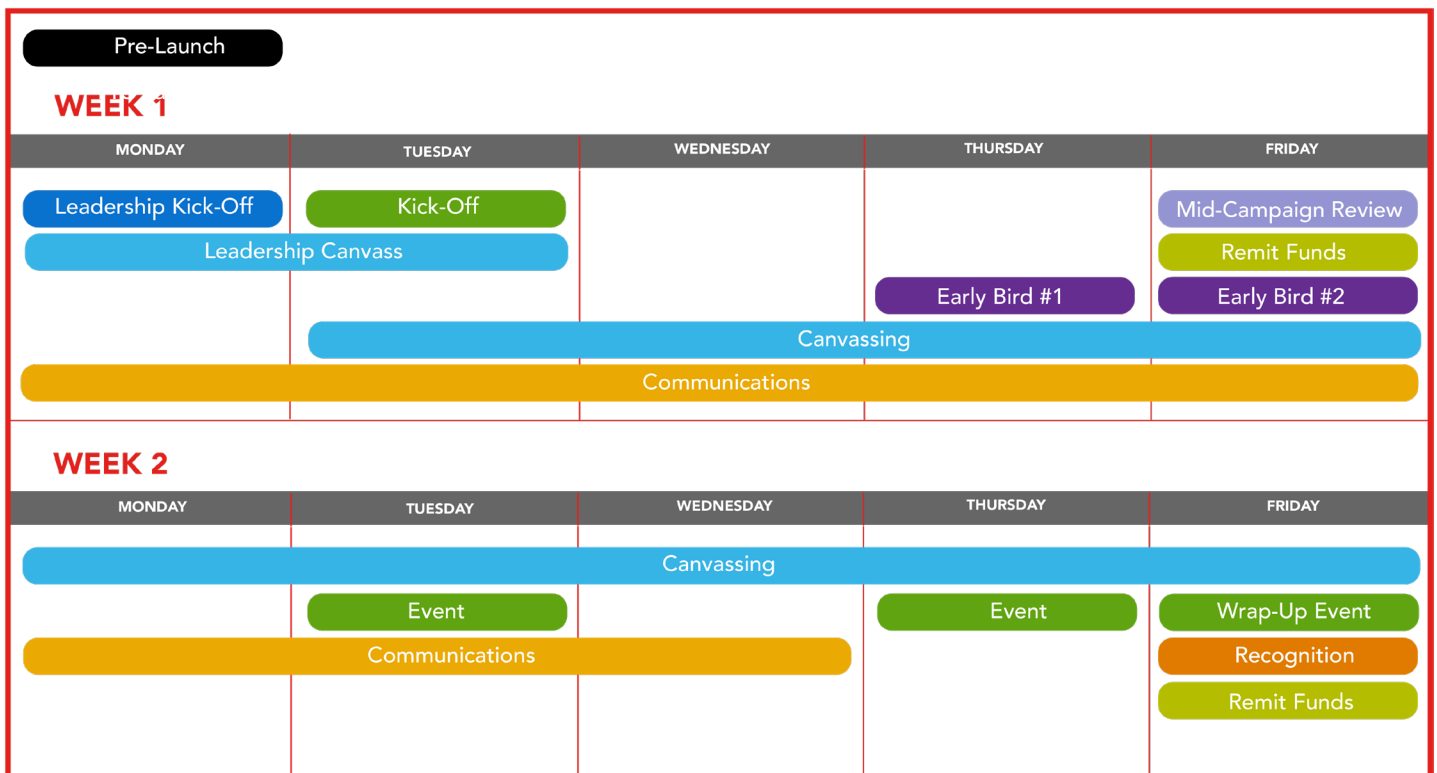 Pre-Launch
WEEK 1
MONDAY TUESDAY WEDNESDAY THURSDAY FRIDAY
Leadership Kick-Off Kick-Off Mid-Campaign Review
Leadership Canvass Remit Funds
Early Bird #1 Early Bird #2
Canvassing
Communications
WEEK 2
MONDAY TUESDAY WEDNESDAY THURSDAY FRIDAY
Canvassing
Event Event Wrap-Up Event
Communications Recognition
Remit Funds